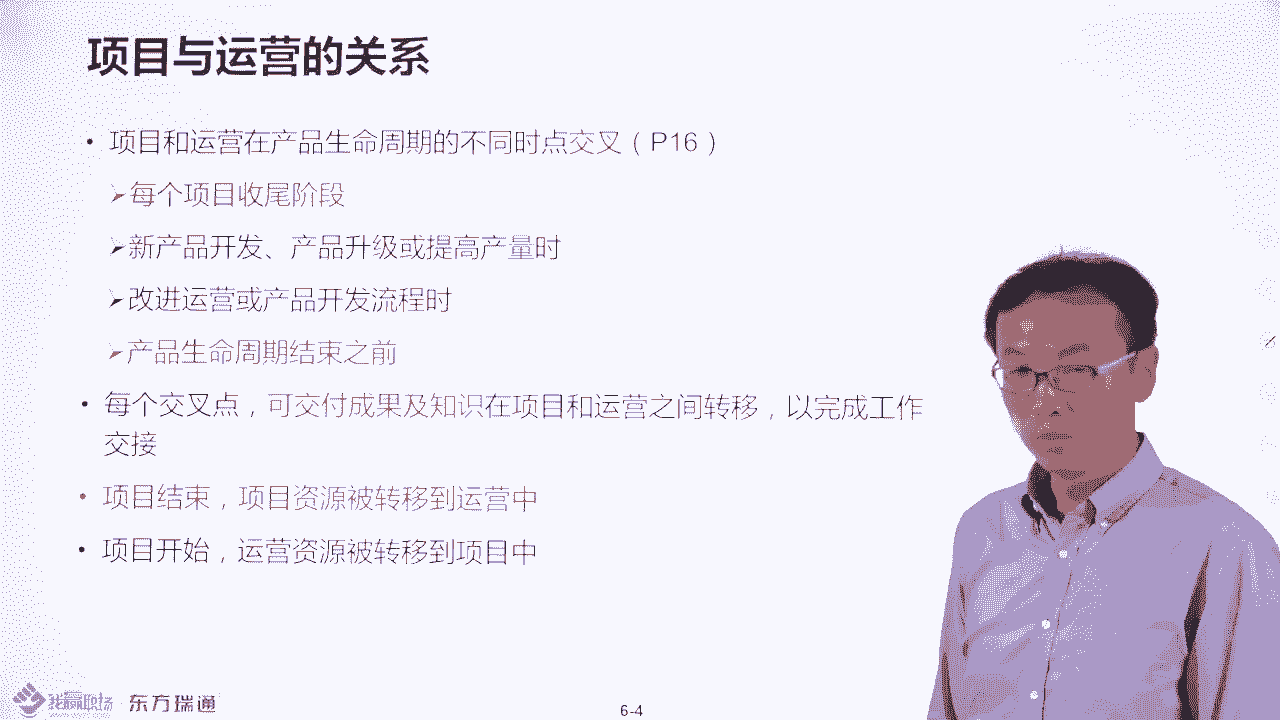 项目与运营的关系
• 项目和运营在产品生命周期的不同时点交叉（P16）
➢每个项目收尾阶段
➢新产品开发、产品升级或提高产量时
➢改进运营或产品开发流程时
➢产品生命周期结束之前
• 每个交叉点，可交付成果及知识在项目和运营之间转移，以完成工作
交接
• 项目结束，项目资源被转移到运营中
• 项目开始，运营资源被转移到项目中
我赢职场 东方瑞通
6-4